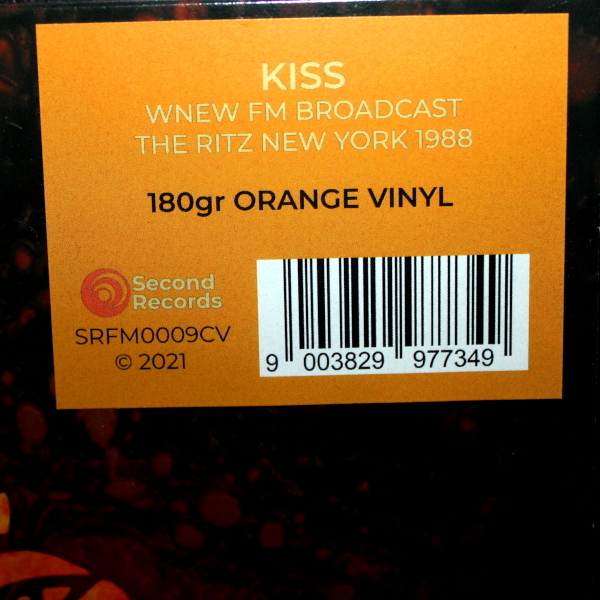 KISS
WNEW FM BROADCAST
THE RITZ NEW YORK 1988
180gr ORANGE VINYL
Second
Records
SRFM0009CV
© 2021
9 003829 977349